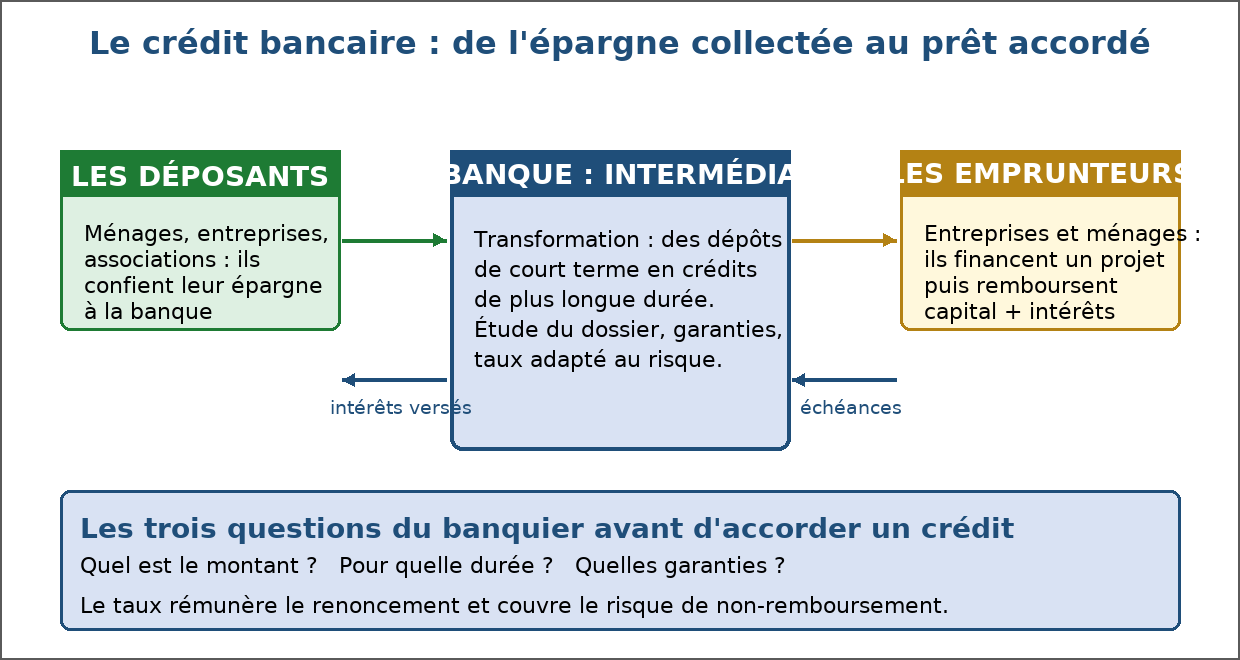 Le crédit bancaire : de l'épargne collectée au prêt accordé
LES DÉPOSANTS
Ménages, entreprises,
associations : ils
confient leur épargne
à la banque
BANQUE : INTERMÉDIA
Transformation : des dépôts
de court terme en crédits
de plus longue durée.
Étude du dossier, garanties,
taux adapté au risque.
LES EMPRUNTEURS
Entreprises et ménages :
ils financent un projet
puis remboursent
capital + intérêts
intérêts versés
échéances
Les trois questions du banquier avant d'accorder un crédit
Quel est le montant ? Pour quelle durée ? Quelles garanties ?
Le taux rémunère le renoncement et couvre le risque de non-remboursement.